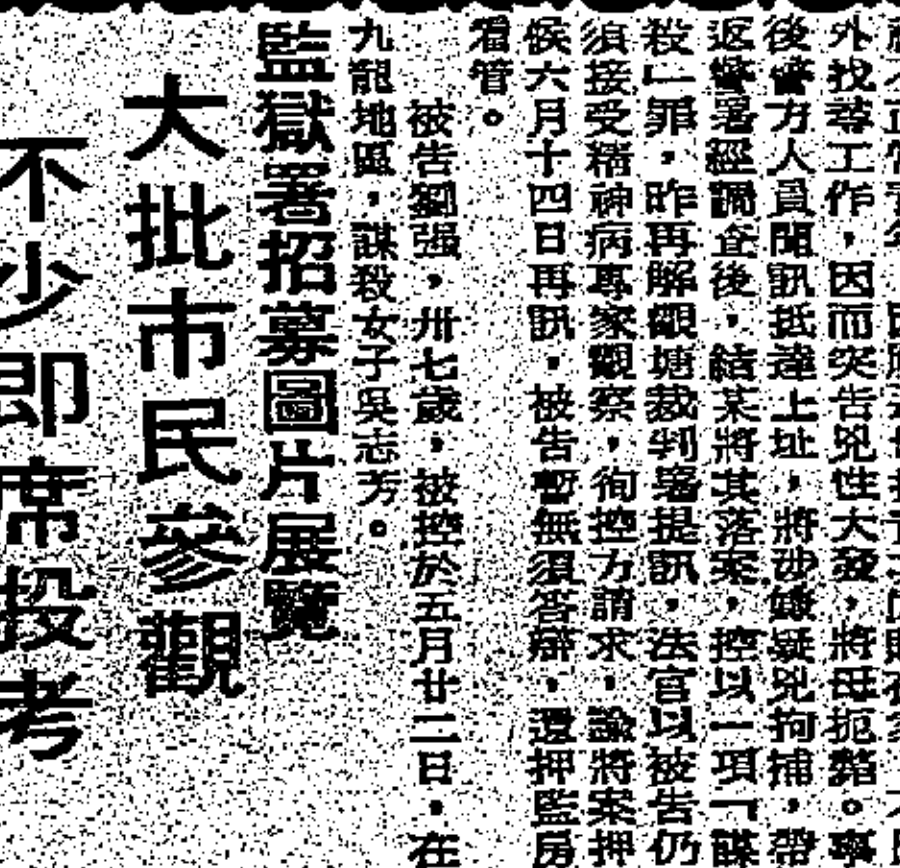 外找尋工作，因而突告兇性大發，將母扼斃。事
後警方人員聞訊抵達上址，將涉嫌疑兇拘捕，帶
返警署經調查後，結某將其落案，控以一項「謀
殺」罪，昨再解觀塘裁判署提訊，法官以被告仍
須接受精神病專家觀察，徇控方請求，諭將案押
候六月十四日再訊，被告暫無須答辯，還押監房
看管。
被告劉强，卅七歲，被控於五月廿二日，在
九龍地區，謀殺女子吳志芳。
監獄署招募圖片展覽
大批市民參觀
不少即席投考